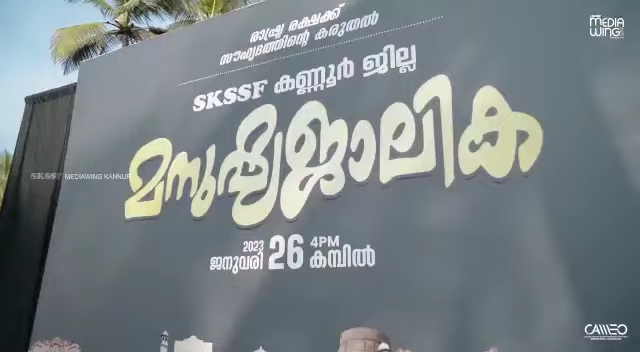 രാഷ്ട്ര രക്ഷക്ക്
സൗഹൃദത്തിന്റെ കരുതൽ
SKSSF കണ്ണൂർ ജില്ല
മനുഷ്യജാലിക
2023 ജനുവരി 26 4PM കമ്പിൽ
SKSSF MEDIAWING KANNUR
MEDIA
WING
CAMEO